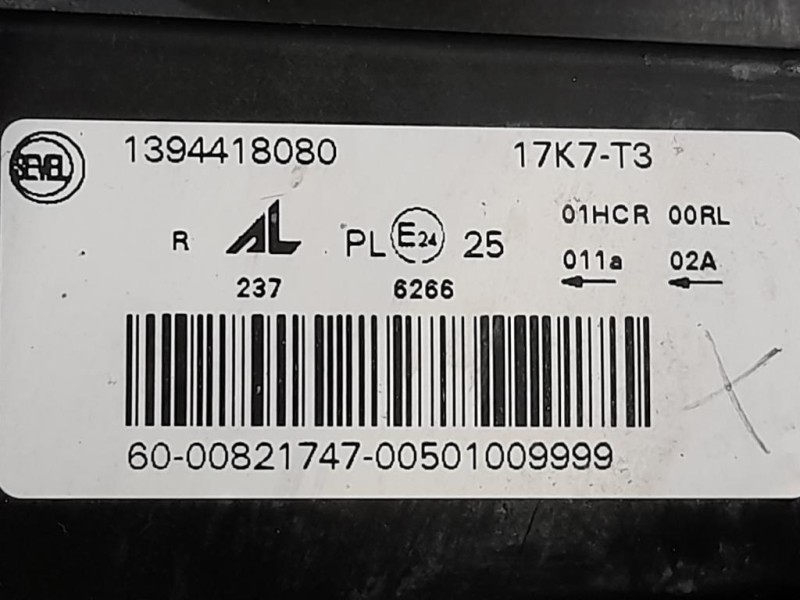 SEVEL 1394418080 17K7-T3
01HCR 00RL
R AL PL E24 25
011a 02A
237 6266
60-00821747-00501009999